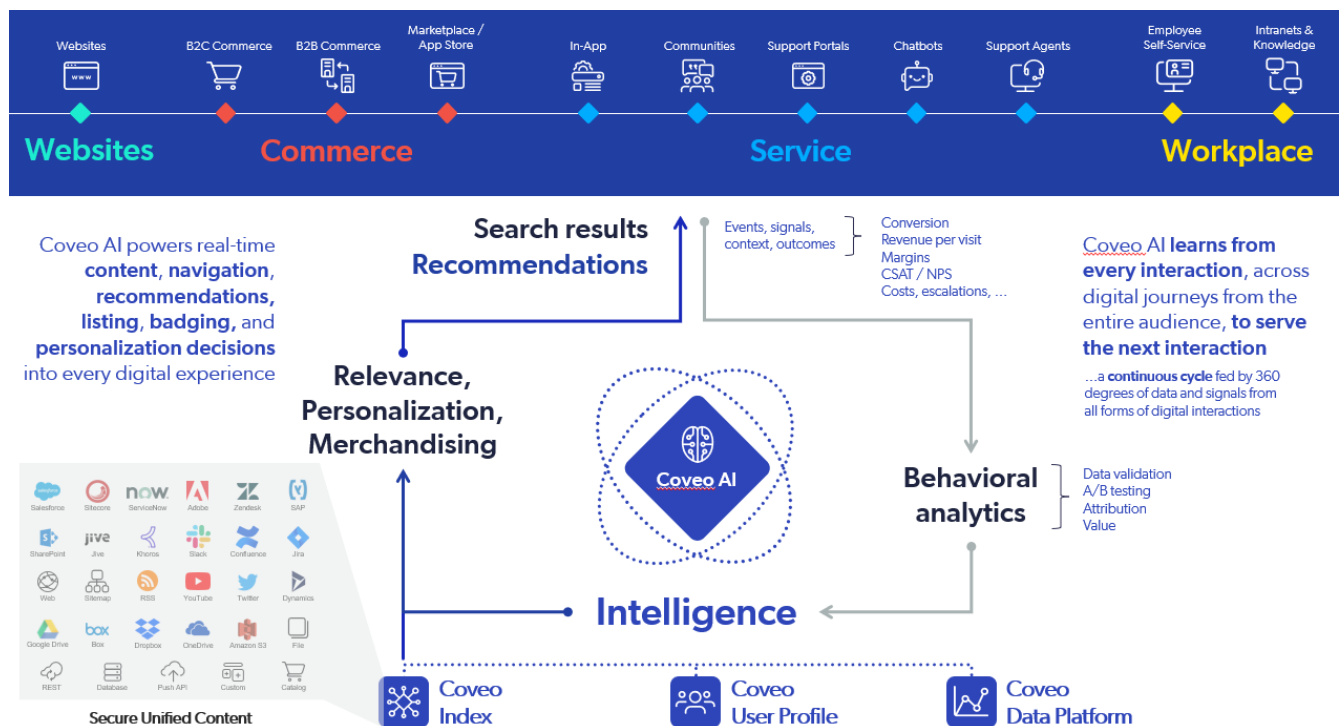 Websites
B2C Commerce
B2B Commerce
Marketplace /
App Store
In-App
Communities
Support Portals
Chatbots
Support Agents
Employee
Self-Service
Intranets &
Knowledge
www
Websites
Commerce
Service
Workplace
Coveo AI powers real-time
content, navigation,
recommendations,
listing, badging, and
personalization decisions
into every digital experience
Search results
Recommendations
Events, signals,
context, outcomes
Conversion
Revenue per visit
Margins
CSAT / NPS
Costs, escalations, ...
Coveo AI learns from
every interaction, across
digital journeys from the
entire audience, to serve
the next interaction
...a continuous cycle fed by 360
degrees of data and signals from
all forms of digital interactions
Relevance,
Personalization,
Merchandising
Coveo AI
Behavioral
analytics
Data validation
A/B testing
Attribution
Value
Intelligence
salesforce
now.
Salesforce
Sitecore
ServiceNow
Adobe
Zendesk
SAP
jive
SharePoint
Jive
Khoros
Slack
Confluence
Jira
Web
Sitemap
RSS
YouTube
Twitter
Dynamics
box
Google Drive
Box
Dropbox
OneDrive
Amazon S3
File
REST
Database
Push API
Custom
Catalog
Secure Unified Content
Coveo
Index
Coveo
User Profile
Coveo
Data Platform